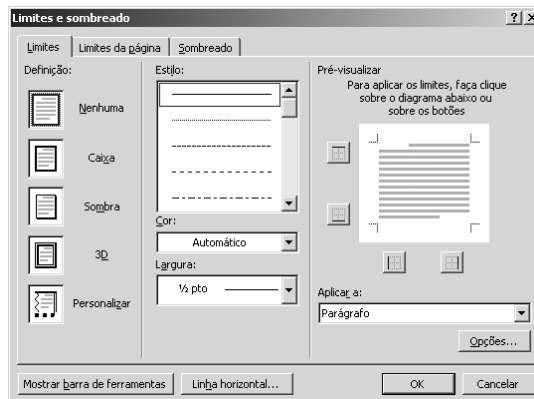 Limites e sombreado
Limites
Limites da página
Sombreado
Definição:
Nenhuma
Caixa
Sombra
3D
Personalizar
Estilo:
Cor:
Automático
Largura:
½ pto
Pré-visualizar
Para aplicar os limites, faça clique
sobre o diagrama abaixo ou
sobre os botões
Aplicar a:
Parágrafo
Opções...
Mostrar barra de ferramentas
Linha horizontal...
OK
Cancelar